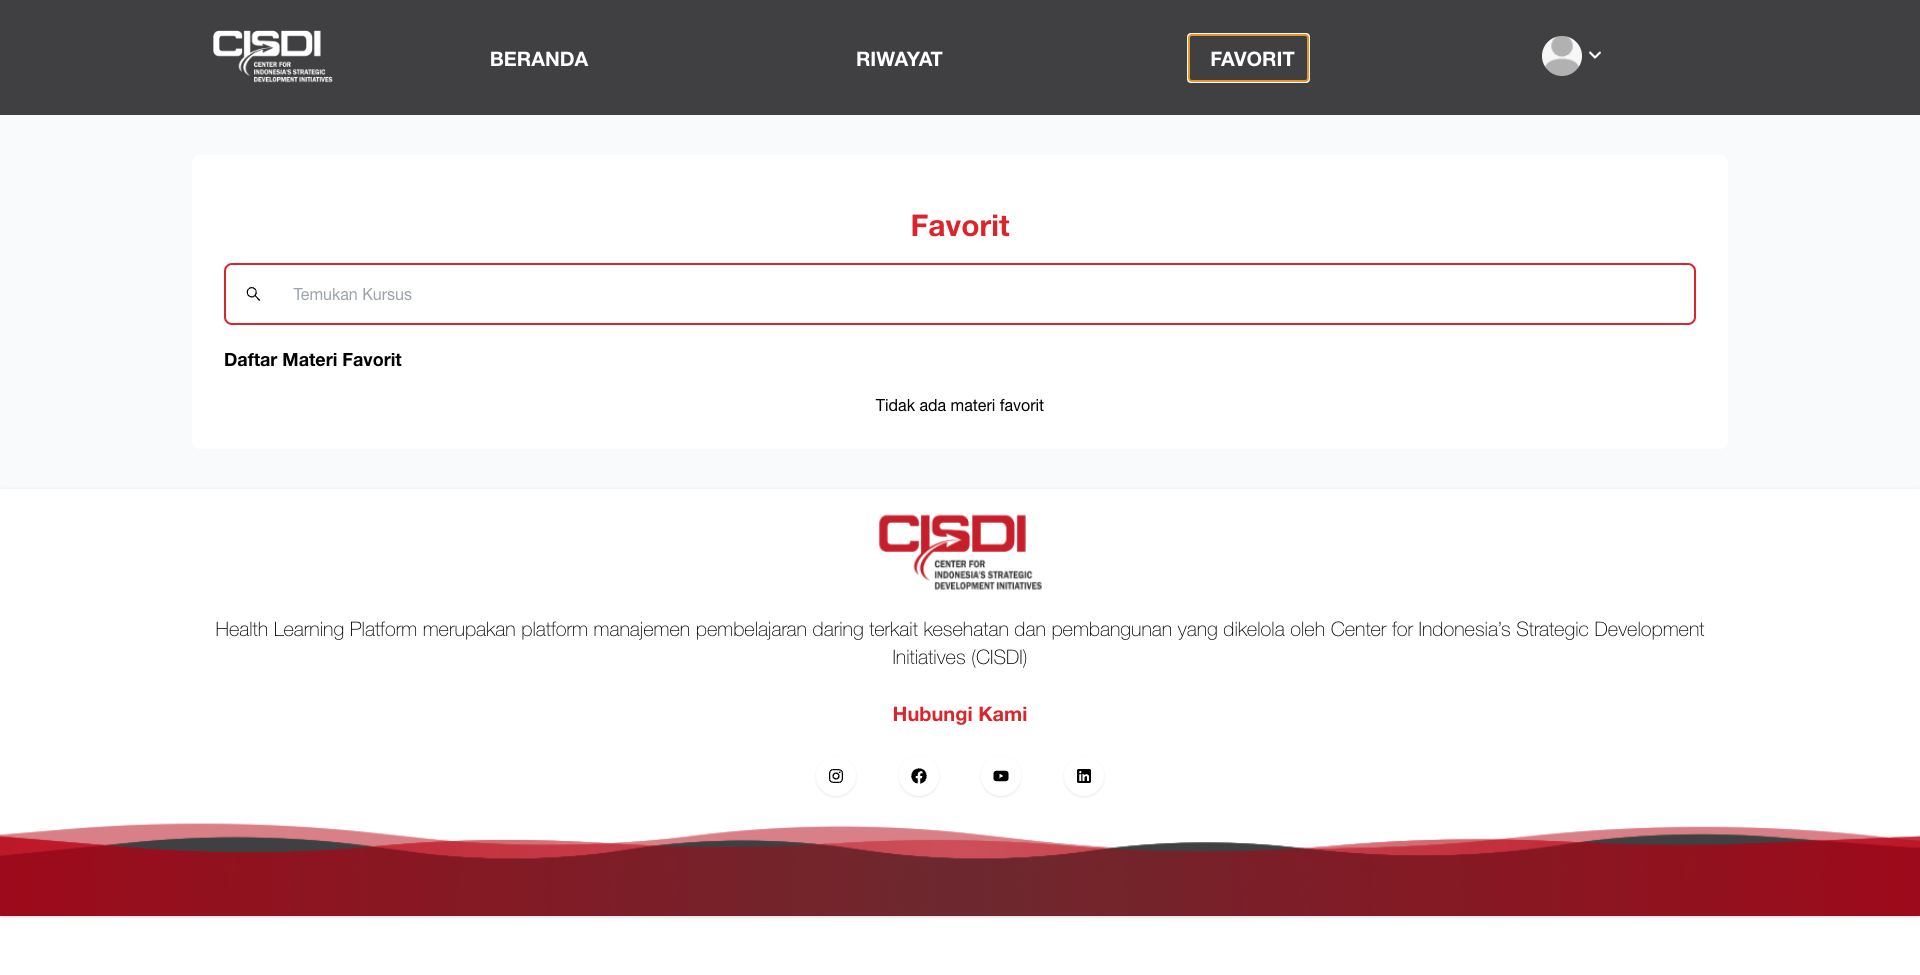 CISDI
CENTER FOR
INDONESIA'S STRATEGIC
DEVELOPMENT INITIATIVES
BERANDA
RIWAYAT
FAVORIT
Favorit
Temukan Kursus
Daftar Materi Favorit
Tidak ada materi favorit
CISDI
CENTER FOR
INDONESIA'S STRATEGIC
DEVELOPMENT INITIATIVES
Health Learning Platform merupakan platform manajemen pembelajaran daring terkait kesehatan dan pembangunan yang dikelola oleh Center for Indonesia’s Strategic Development
Initiatives (CISDI)
Hubungi Kami